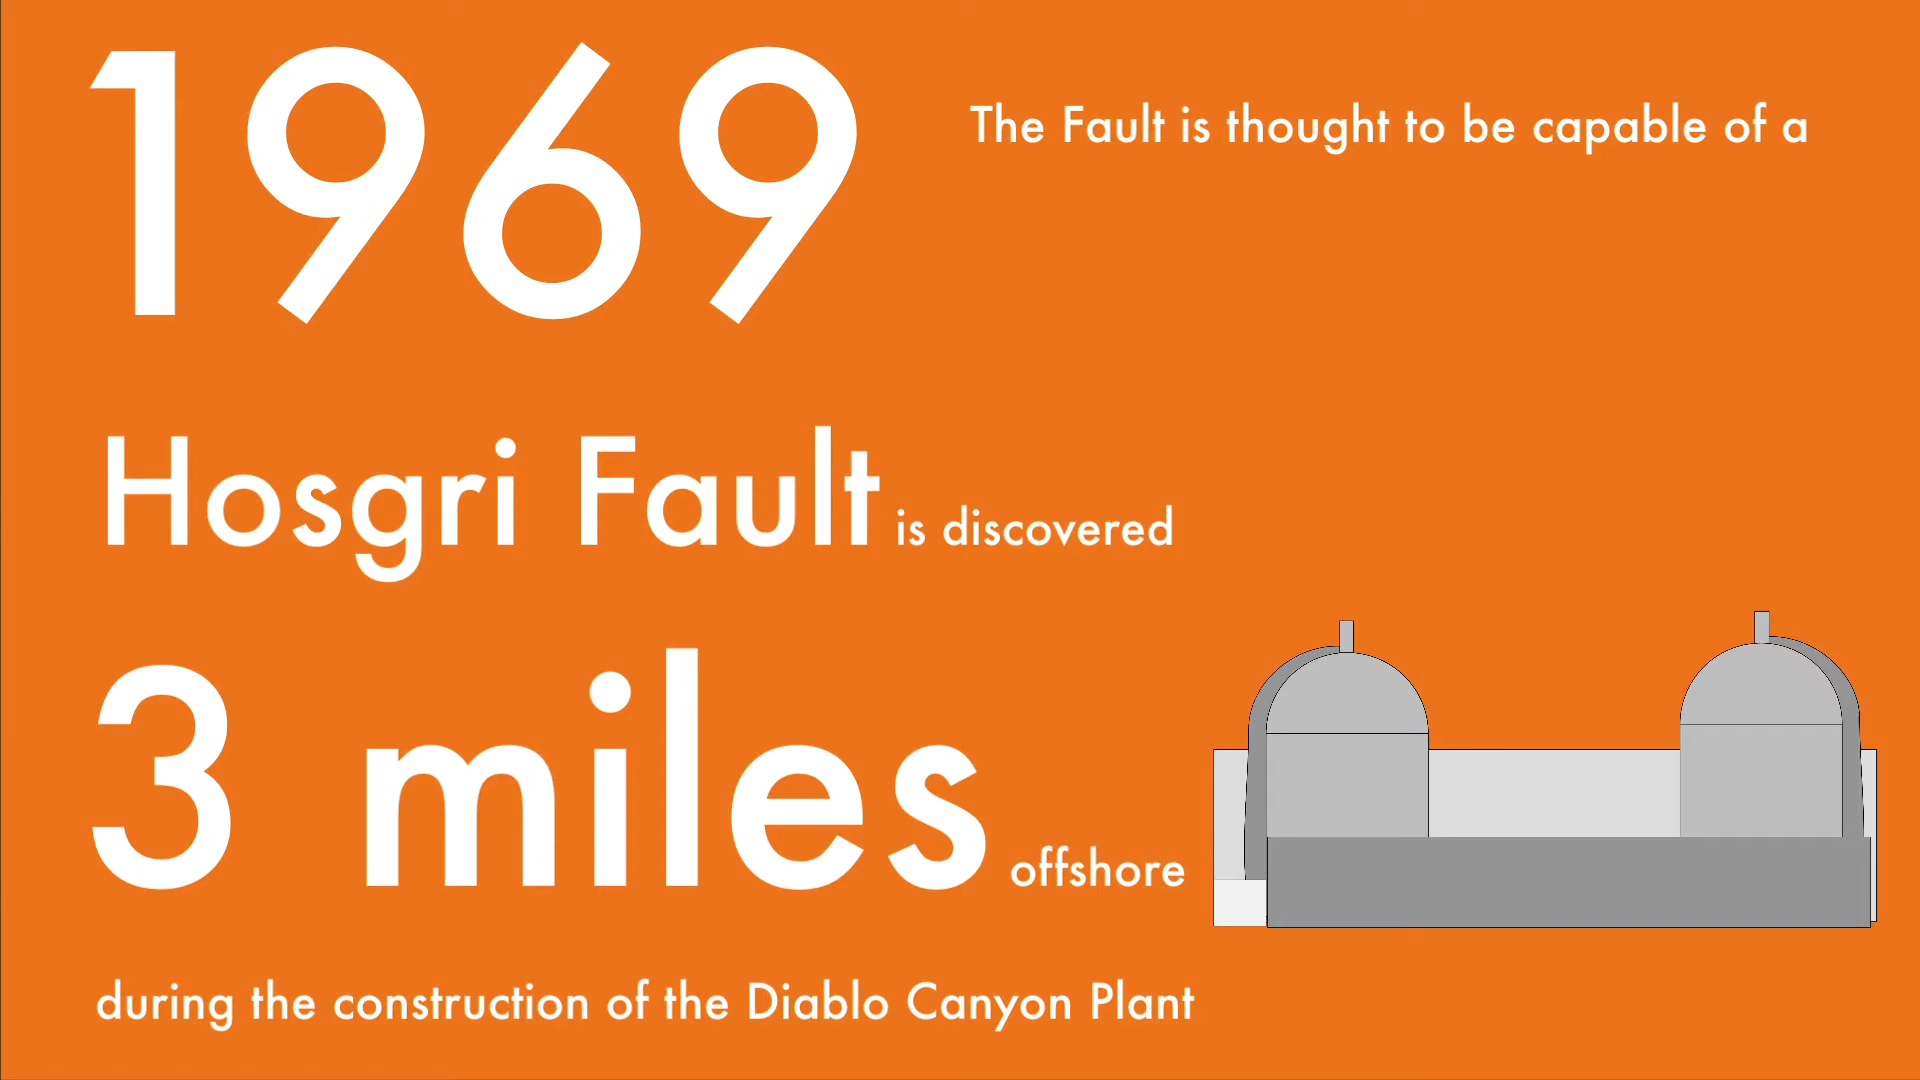 1969
The Fault is thought to be capable of a
Hosgri Fault is discovered
3 miles offshore
during the construction of the Diablo Canyon Plant